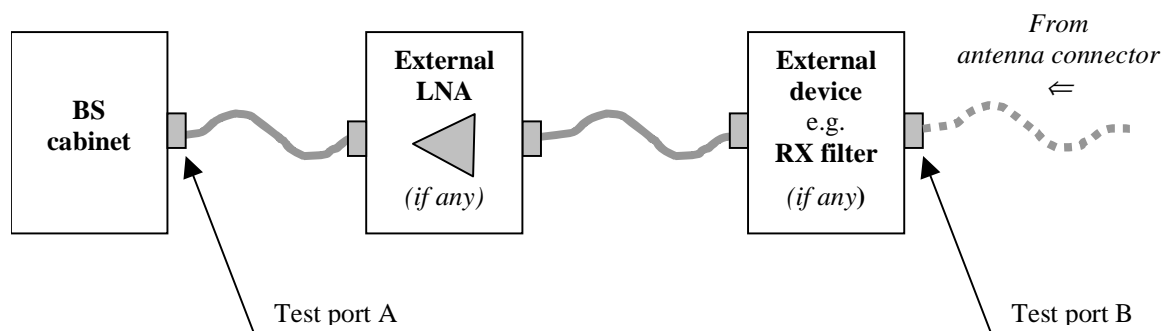 BS
cabinet
External
LNA
(if any)
External
device
e.g.
RX filter
(if any)
From
antenna connector
⇐
Test port A
Test port B